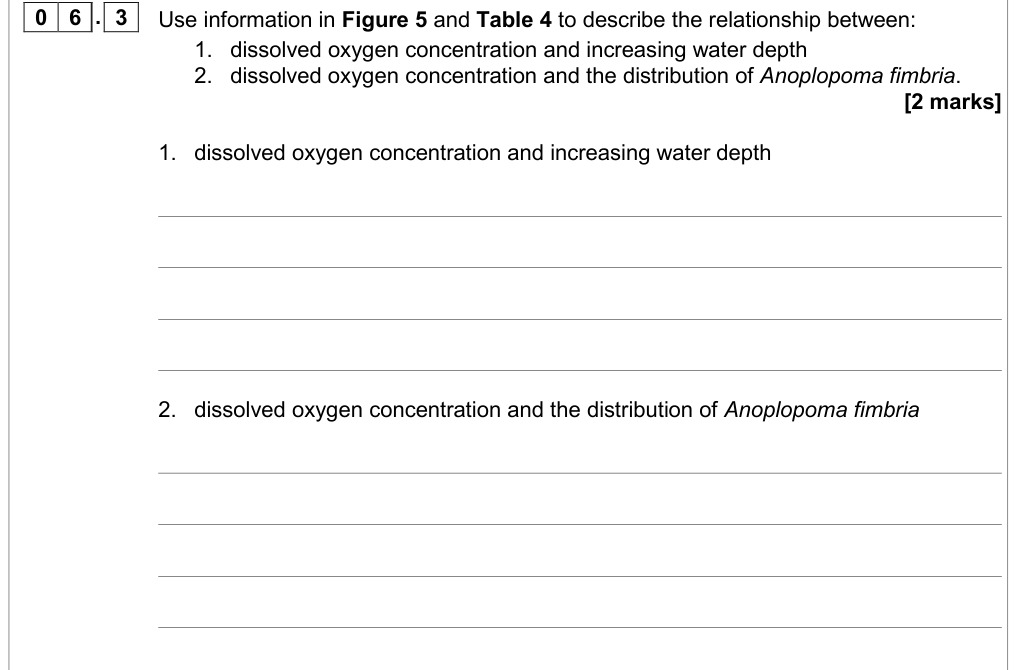 0 6 . 3 Use information in Figure 5 and Table 4 to describe the relationship between:
1. dissolved oxygen concentration and increasing water depth
2. dissolved oxygen concentration and the distribution of Anoplopoma fimbria.
[2 marks]
1. dissolved oxygen concentration and increasing water depth
2. dissolved oxygen concentration and the distribution of Anoplopoma fimbria